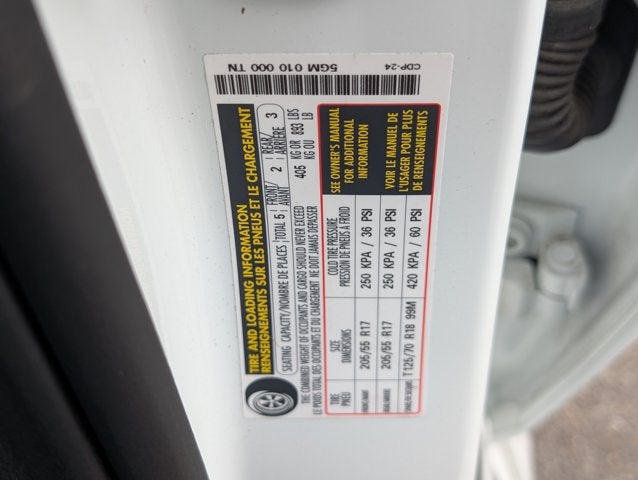 5GM 010 000 TN
CDP-24
TIRE AND LOADING INFORMATION
RENSEIGNEMENTS SUR LES PNEUS ET LE CHARGEMENT
SEATING CAPACITY/NOMBRE DE PLACES TOTAL 5 FRONT/AVANT 2 REAR/ARRIÈRE 3
THE COMBINED WEIGHT OF OCCUPANTS AND CARGO SHOULD NEVER EXCEED 405 KG OR 893 LBS
LE POIDS TOTAL DES OCCUPANTS ET DU CHARGEMENT NE DOIT JAMAIS DEPASSER KG OU LB
TIRE SIZE COLD TIRE PRESSURE SEE OWNER'S MANUAL
PNEU DIMENSIONS PRESSION DE PNEUS À FROID FOR ADDITIONAL
INFORMATION
FRONT/AVANT 205/55 R17 250 KPA / 36 PSI
REAR/ARRIÈRE 205/55 R17 250 KPA / 36 PSI VOIR LE MANUEL DE
L'USAGER POUR PLUS
T125/70 R18 99M 420 KPA / 60 PSI DE RENSEIGNEMENTS